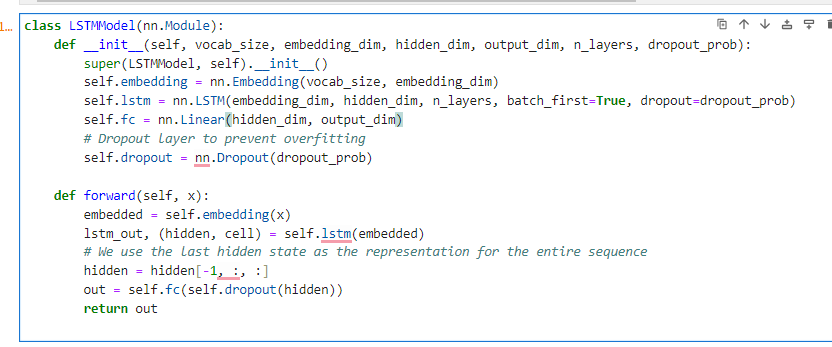 1...
class LSTMModel(nn.Module):
    def __init__(self, vocab_size, embedding_dim, hidden_dim, output_dim, n_layers, dropout_prob):
        super(LSTMModel, self).__init__()
        self.embedding = nn.Embedding(vocab_size, embedding_dim)
        self.lstm = nn.LSTM(embedding_dim, hidden_dim, n_layers, batch_first=True, dropout=dropout_prob)
        self.fc = nn.Linear(hidden_dim, output_dim)
        # Dropout layer to prevent overfitting
        self.dropout = nn.Dropout(dropout_prob)

    def forward(self, x):
        embedded = self.embedding(x)
        lstm_out, (hidden, cell) = self.lstm(embedded)
        # We use the last hidden state as the representation for the entire sequence
        hidden = hidden[-1, :, :]
        out = self.fc(self.dropout(hidden))
        return out